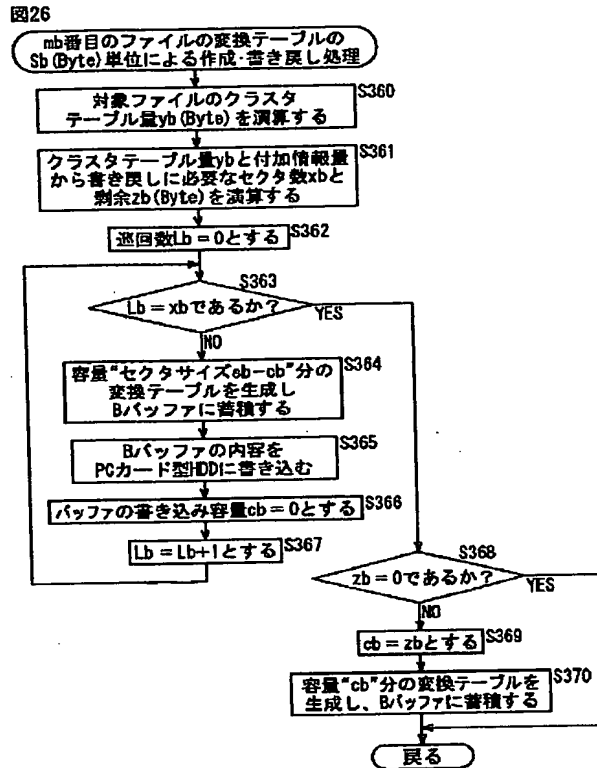 図26
mb番目のファイルの変換テーブルの
Sb(Byte)単位による作成・書き戻し処理
S360
対象ファイルのクラスタ
テーブル量yb(Byte)を演算する
S361
クラスタテーブル量ybと付加情報量
から書き戻しに必要なセクタ数xbと
剰余zb(Byte)を演算する
巡回数Lb=0とする S362
S363
Lb=xbであるか?
YES
NO
容量“セクタサイズsb-cb”分の
変換テーブルを生成し
Bバッファに蓄積する
S364
Bバッファの内容を
PCカード型HDDに書き込む
S365
バッファの書き込み容量cb=0とする S366
Lb=Lb+1とする S367
S368
zb=0であるか?
YES
NO
cb=zbとする S369
容量“cb”分の変換テーブルを
生成し、Bバッファに蓄積する
S370
戻る